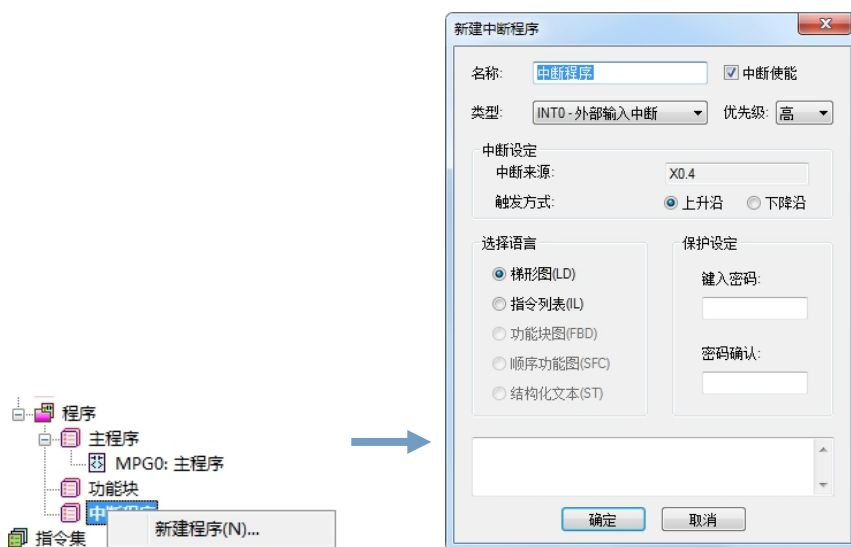 新建中断程序
名称: 中断程序 中断使能
类型: INT0 - 外部输入中断 优先级: 高
中断设定
中断来源: X0.4
触发方式: 上升沿 下降沿
选择语言 保护设定
梯形图(LD) 键入密码:
指令列表(IL)
功能块图(FBD)
顺序功能图(SFC) 密码确认:
结构化文本(ST)
确定 取消
程序
主程序
MPG0: 主程序
功能块
中断程序
新建程序(N)...
指令集